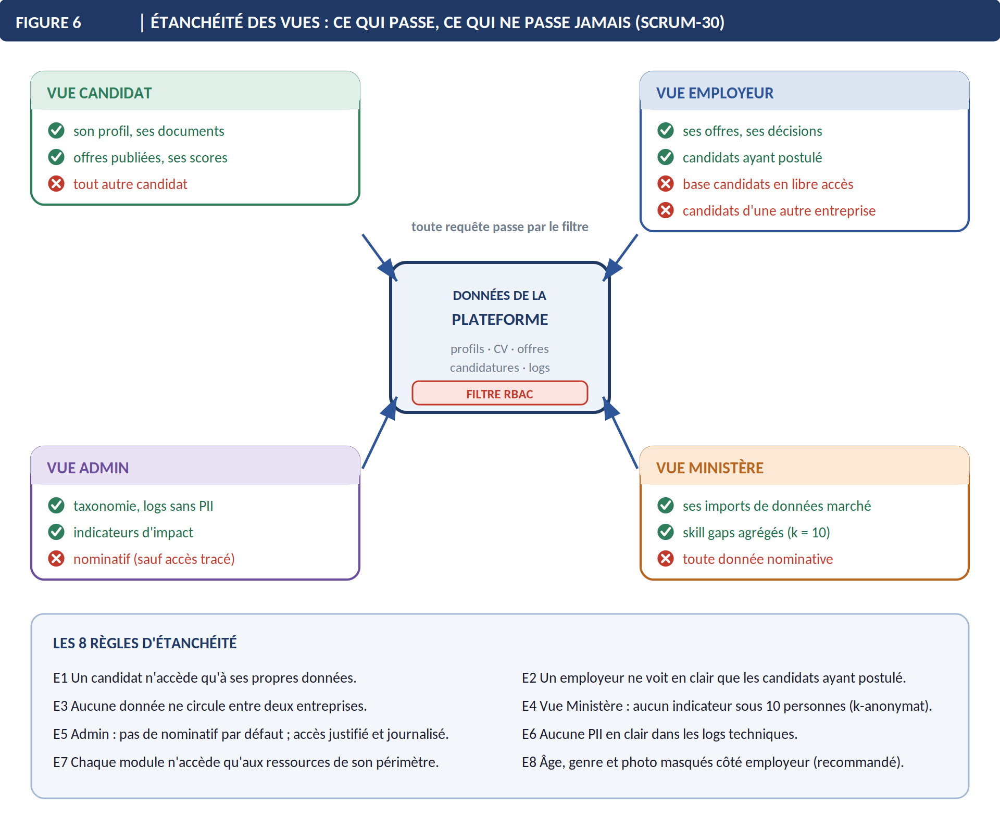 FIGURE 6 | ÉTANCHÉITÉ DES VUES : CE QUI PASSE, CE QUI NE PASSE JAMAIS (SCRUM-30)
VUE CANDIDAT
son profil, ses documents
offres publiées, ses scores
tout autre candidat
VUE EMPLOYEUR
ses offres, ses décisions
candidats ayant postulé
base candidats en libre accès
candidats d'une autre entreprise
toute requête passe par le filtre
DONNÉES DE LA
PLATEFORME
profils · CV · offres
candidatures · logs
FILTRE RBAC
VUE ADMIN
taxonomie, logs sans PII
indicateurs d'impact
nominatif (sauf accès tracé)
VUE MINISTÈRE
ses imports de données marché
skill gaps agrégés (k = 10)
toute donnée nominative
LES 8 RÈGLES D'ÉTANCHÉITÉ
E1 Un candidat n'accède qu'à ses propres données.
E2 Un employeur ne voit en clair que les candidats ayant postulé.
E3 Aucune donnée ne circule entre deux entreprises.
E4 Vue Ministère : aucun indicateur sous 10 personnes (k-anonymat).
E5 Admin : pas de nominatif par défaut ; accès justifié et journalisé.
E6 Aucune PII en clair dans les logs techniques.
E7 Chaque module n'accède qu'aux ressources de son périmètre.
E8 Âge, genre et photo masqués côté employeur (recommandé).